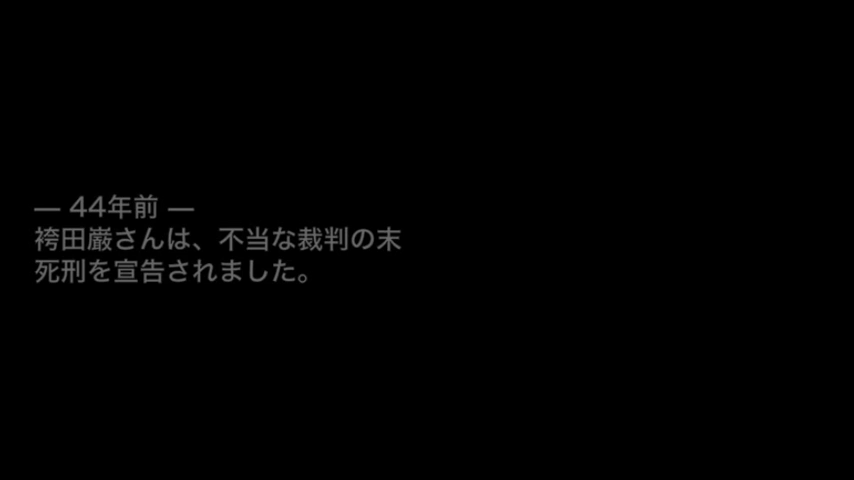 — 44年前 —
袴田巖さんは、不当な裁判の末
死刑を宣告されました。